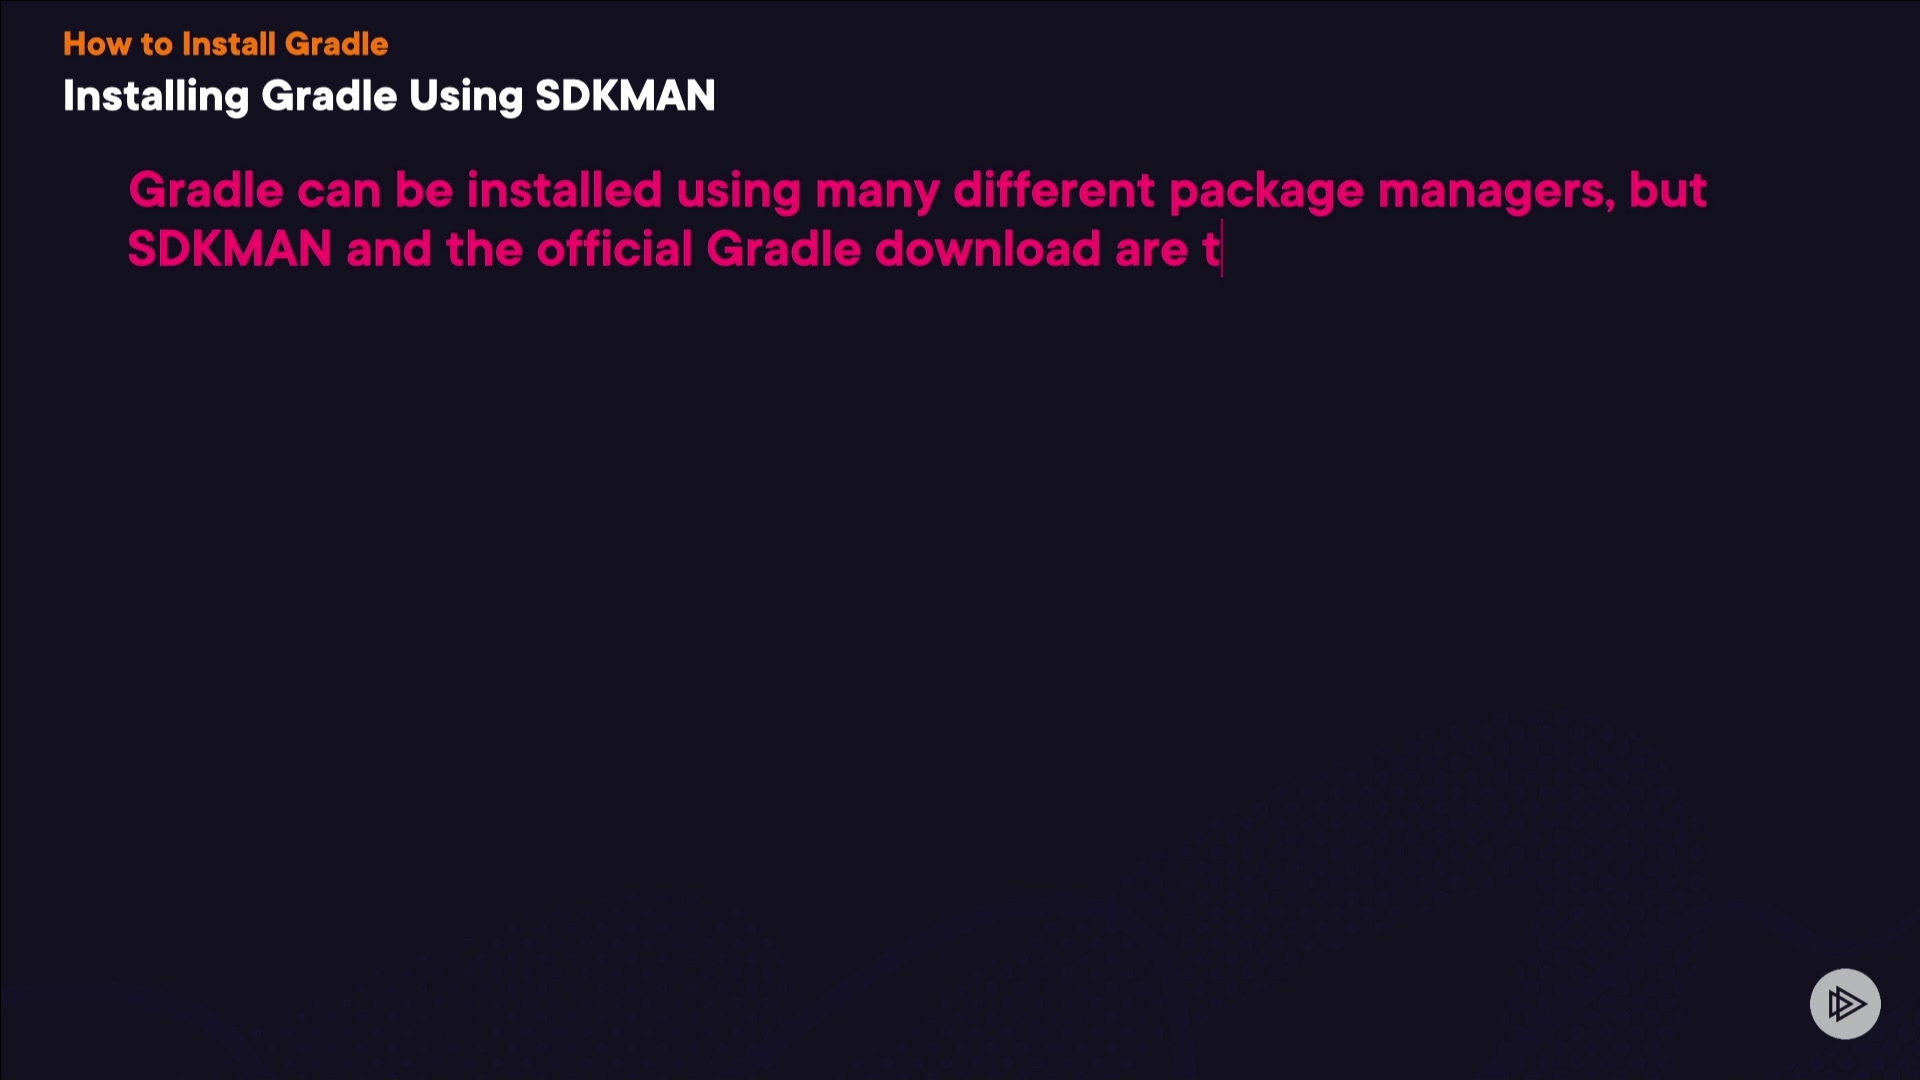 How to Install Gradle
Installing Gradle Using SDKMAN
Gradle can be installed using many different package managers, but
SDKMAN and the official Gradle download are t